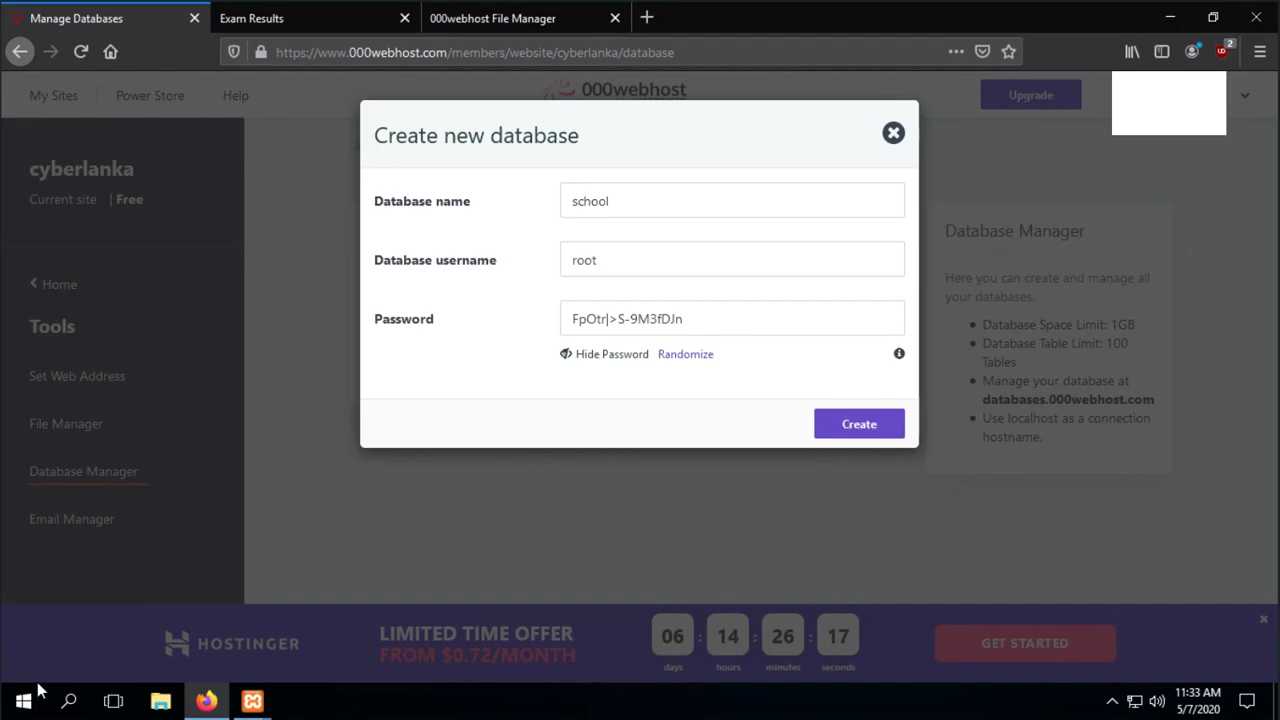 Manage Databases
Exam Results
000webhost File Manager
https://www.000webhost.com/members/website/cyberlanka/database
2
My Sites
Power Store
Help
000webhost
Upgrade
cyberlanka
Current site | Free
Home
Tools
Set Web Address
File Manager
Database Manager
Email Manager
Create new database
Database name
school
Database username
root
Password
FpOtr|>S-9M3fDJn
Hide Password Randomize
Create
Database Manager
Here you can create and manage all
your databases.
Database Space Limit: 1GB
Database Table Limit: 100
Tables
Manage your database at
databases.000webhost.com
Use localhost as a connection
hostname.
HOSTINGER
LIMITED TIME OFFER
FROM $0.72/MONTH
06 : 14 : 26 : 17
days hours minutes seconds
GET STARTED
11:33 AM
5/7/2020